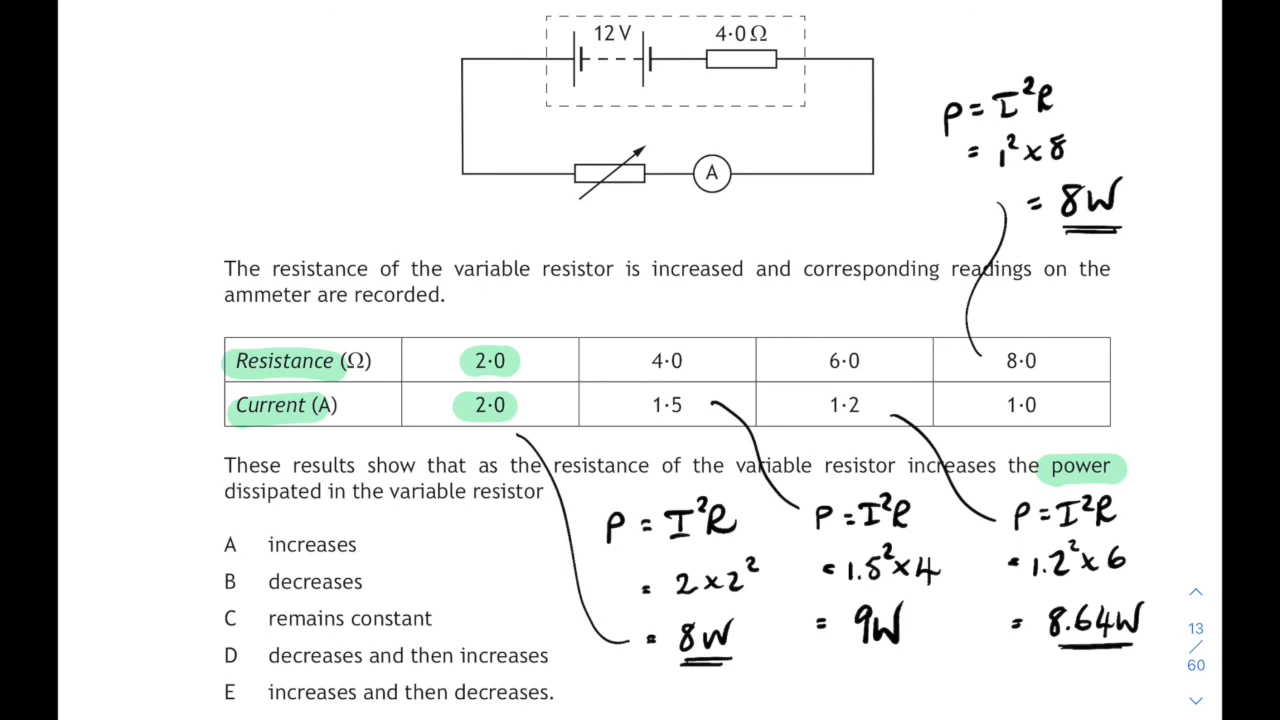 12 V 4·0 Ω
A
P = I²R
= 1² × 8
= 8W
The resistance of the variable resistor is increased and corresponding readings on the
ammeter are recorded.
Resistance (Ω) 2·0 4·0 6·0 8·0
Current (A) 2·0 1·5 1·2 1·0
These results show that as the resistance of the variable resistor increases the power
dissipated in the variable resistor
P = I²R P = I²R P = I²R
= 2 × 2² = 1.5² × 4 = 1.2² × 6
= 8W = 9W = 8.64W
A increases
B decreases
C remains constant
D decreases and then increases
E increases and then decreases.
13
/
60